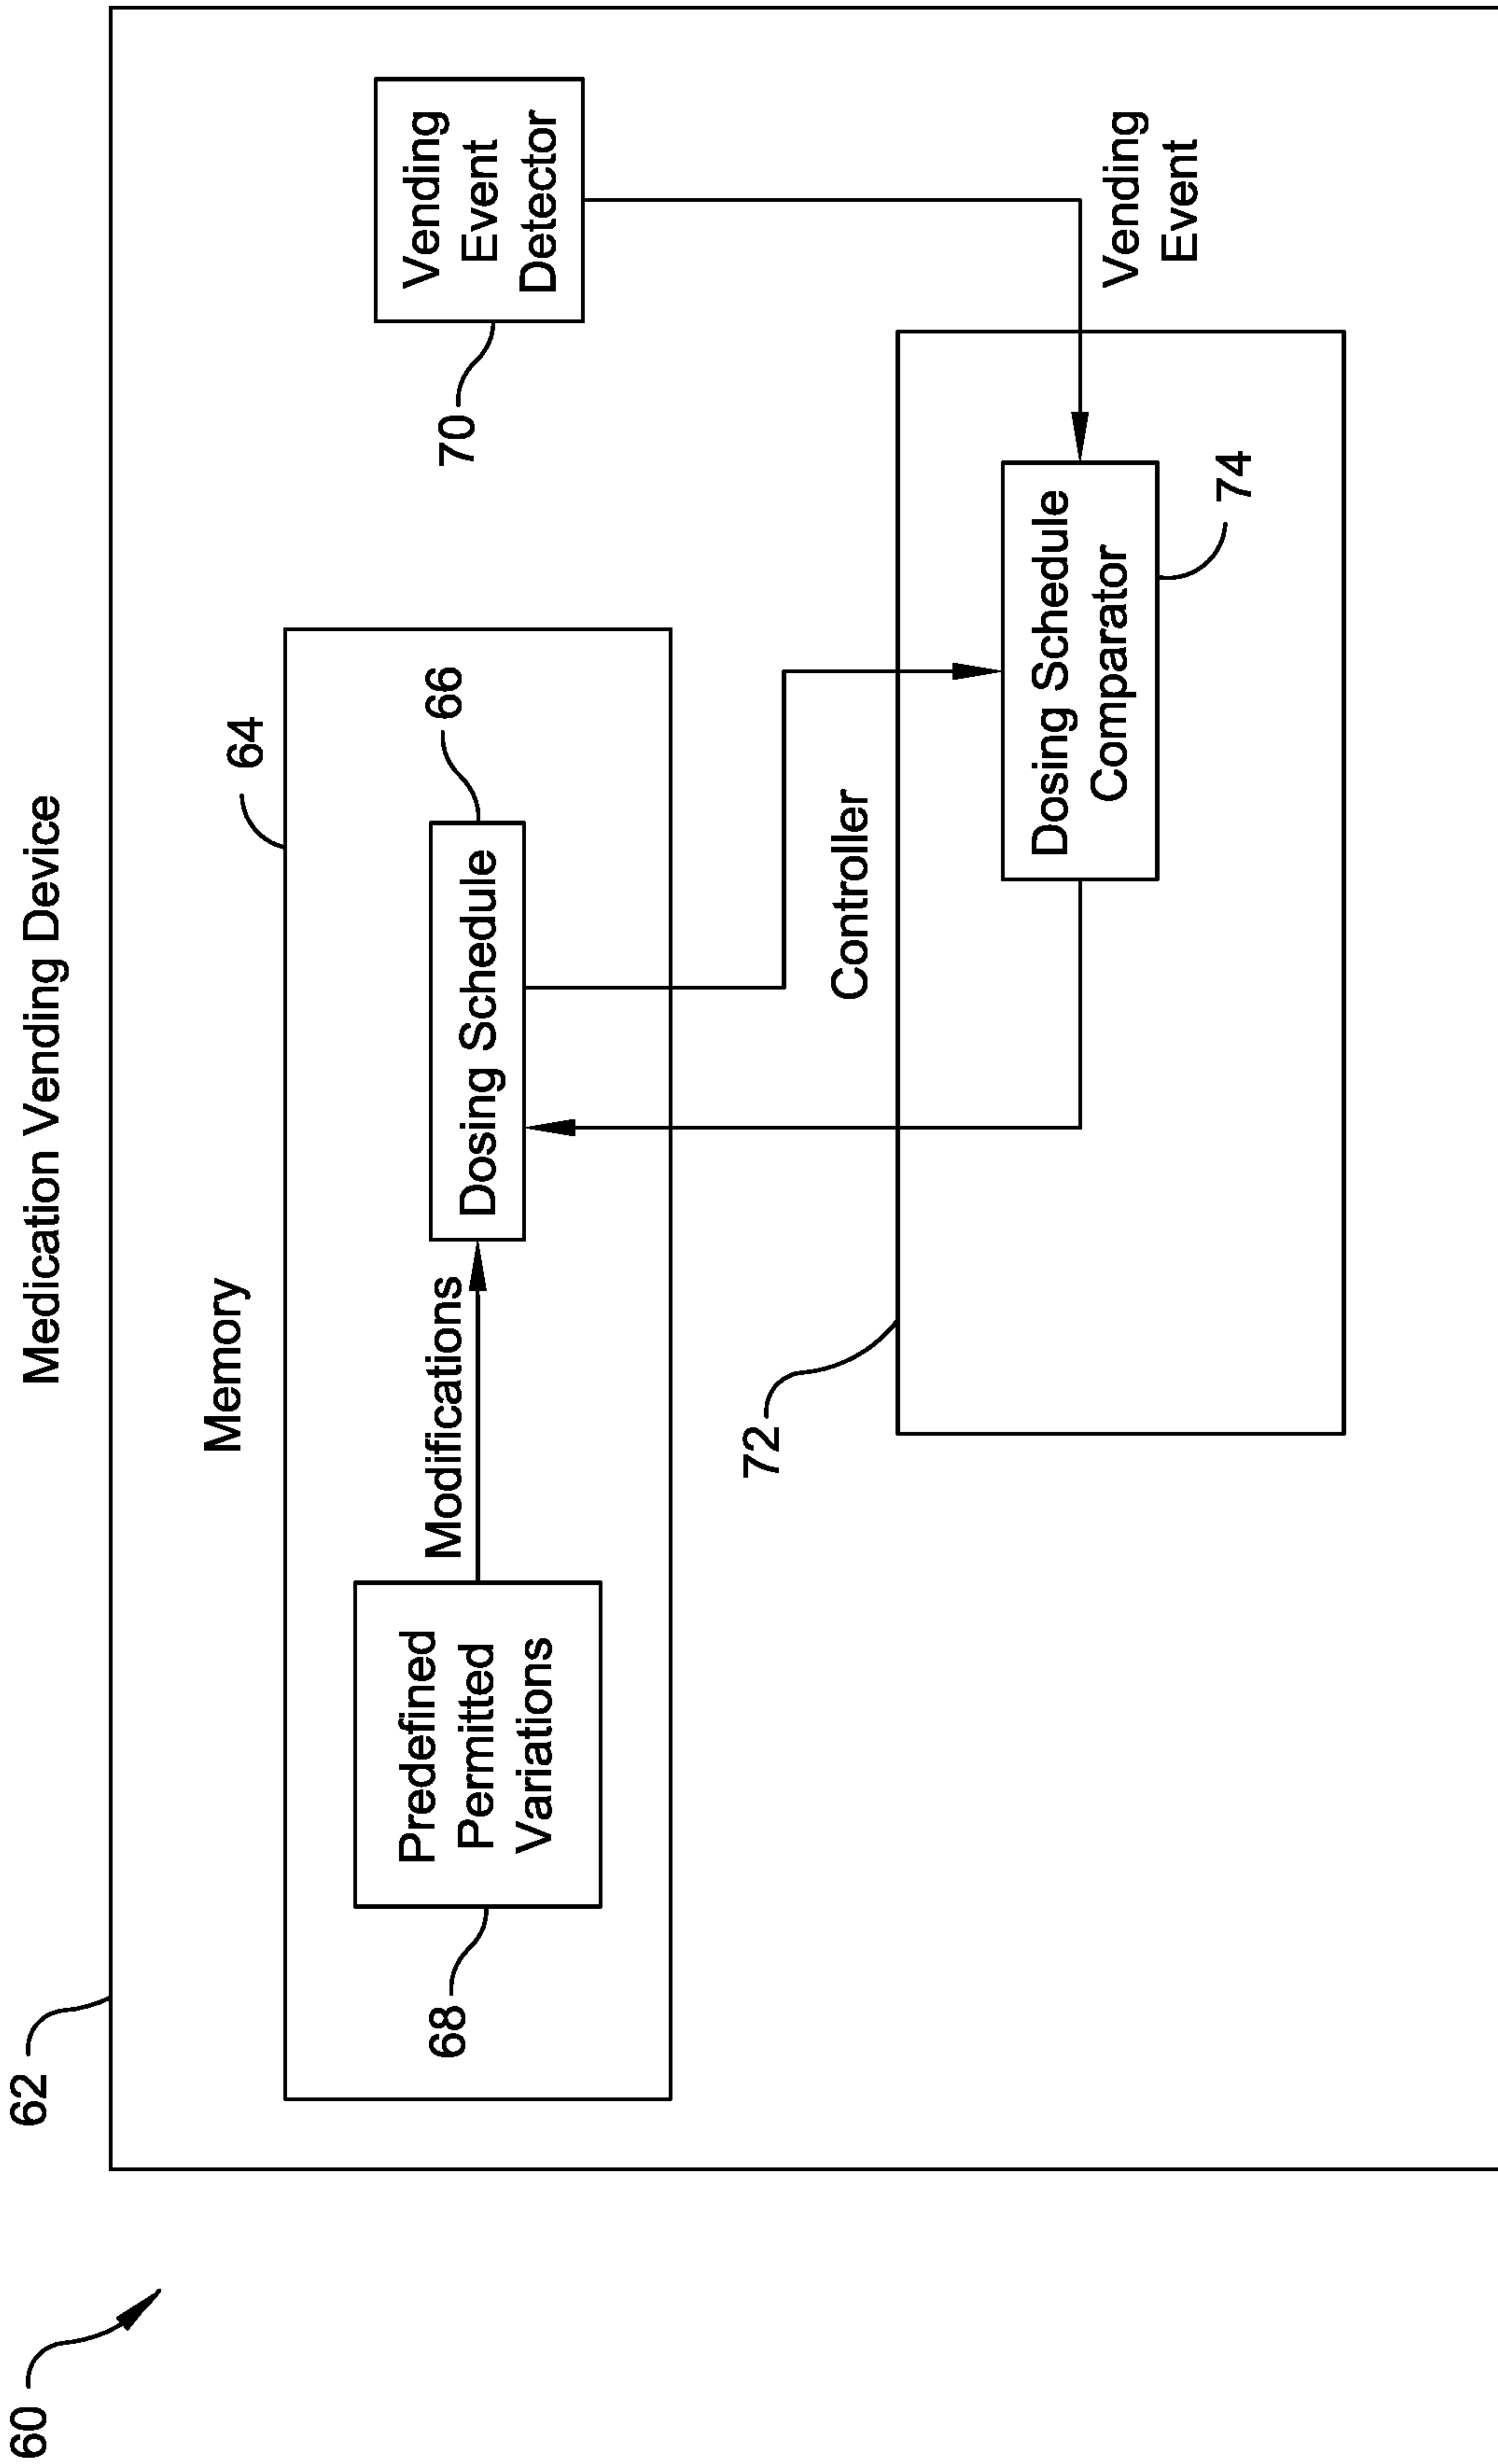 Medication Vending Device
60
62
Memory
64
68
Predefined
Permitted
Variations
Modifications
Dosing Schedule
66
70
Vending
Event
Detector
72
Controller
Dosing Schedule
Comparator
74
Vending
Event